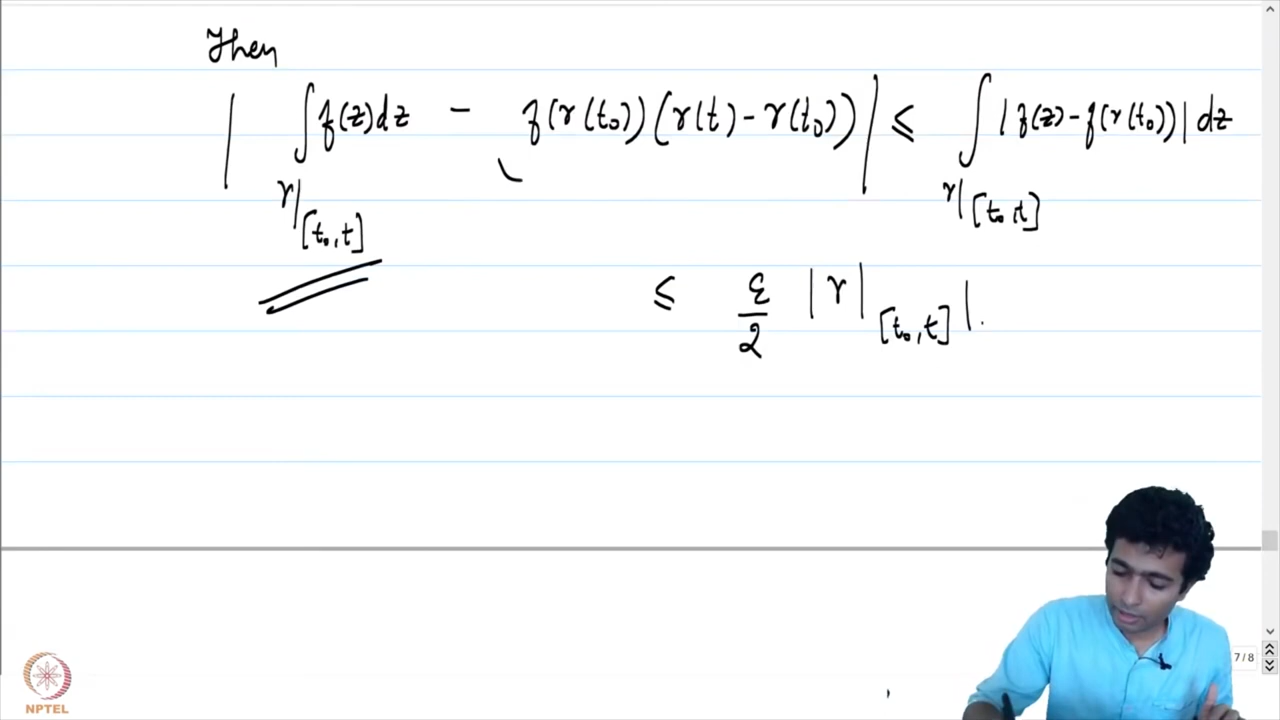 Then
| ∫_{γ|[t₀,t]} f(z)dz − f(γ(t₀))(γ(t)−γ(t₀)) | ≤ ∫_{γ|[t₀,t]} |f(z)−f(γ(t₀))| dz
≤ ε/2 |γ|_{[t₀,t]}|.
7/8
NPTEL